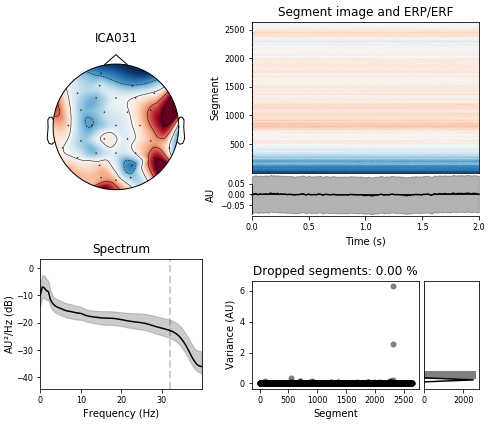 ICA031
Segment image and ERP/ERF
2500
2000
1500
1000
500
Segment
0.05
0.00
−0.05
AU
0.0 0.5 1.0 1.5 2.0
Time (s)
Spectrum
0
−10
−20
−30
−40
AU²/Hz (dB)
0 10 20 30
Frequency (Hz)
Dropped segments: 0.00 %
6
4
2
0
Variance (AU)
0 500 1000 1500 2000 2500
Segment
0 2000